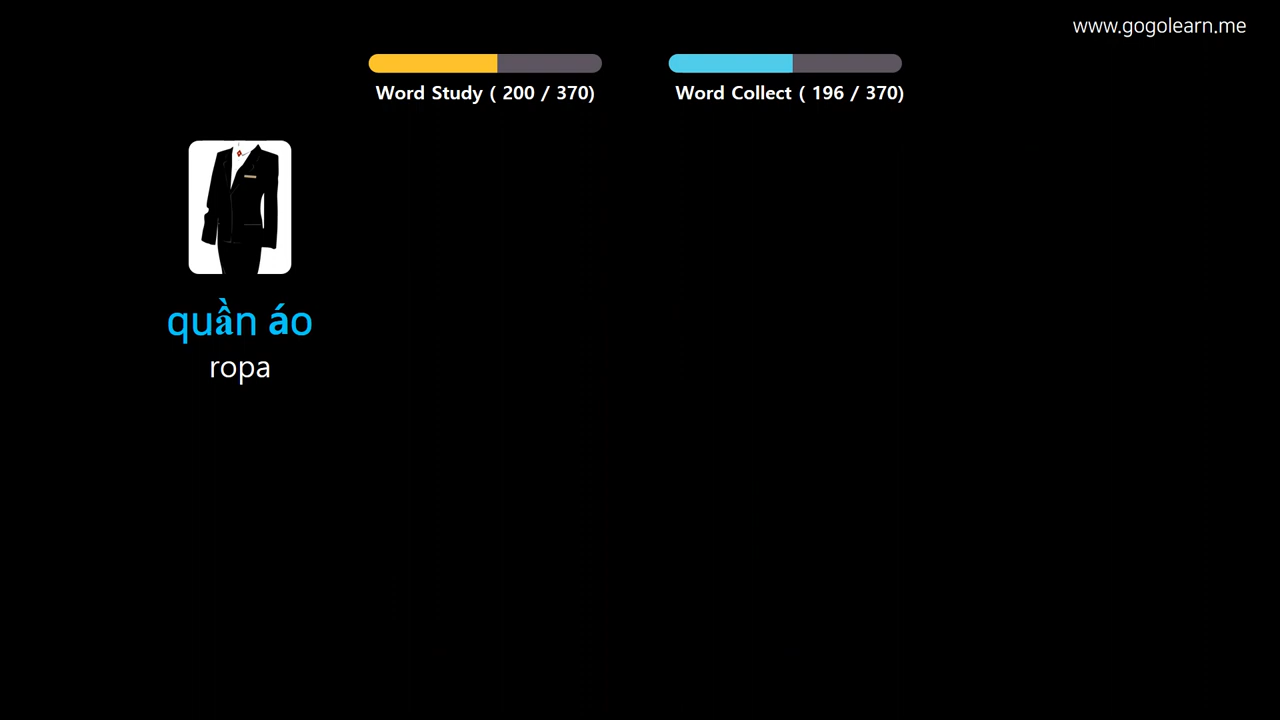 www.gogolearn.me
Word Study ( 200 / 370)
Word Collect ( 196 / 370)
quần áo
ropa